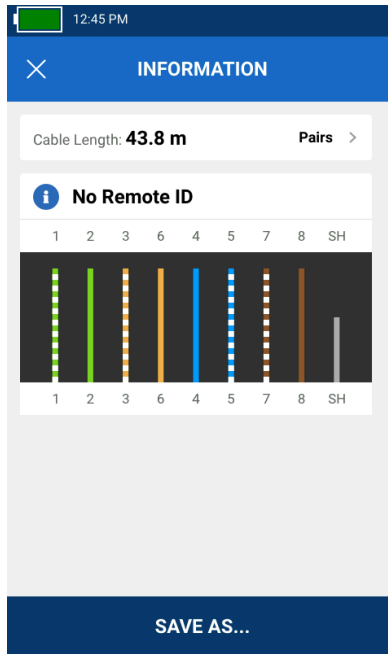 12:45 PM
INFORMATION
Cable Length: 43.8 m Pairs >
i No Remote ID
1 2 3 6 4 5 7 8 SH
1 2 3 6 4 5 7 8 SH
SAVE AS...